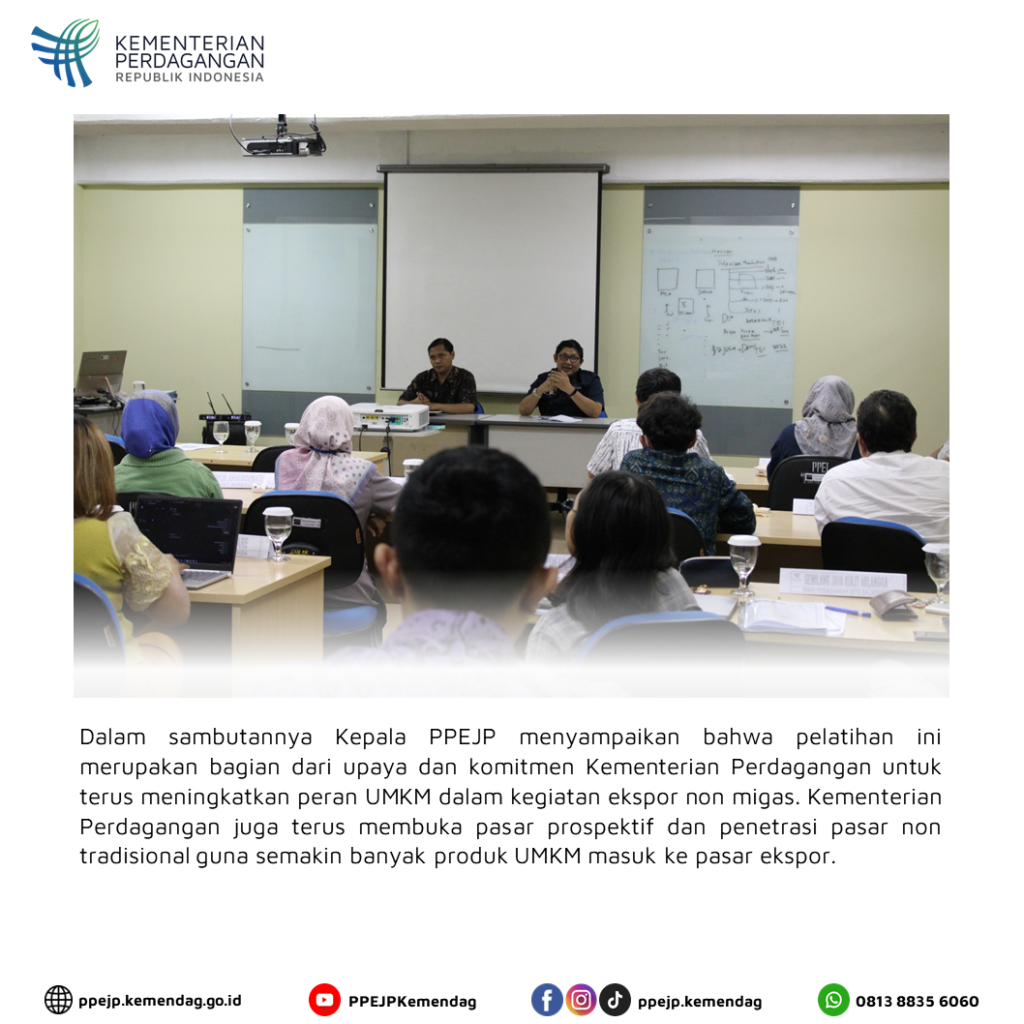 KEMENTERIAN
PERDAGANGAN
REPUBLIK INDONESIA
PPEJ
Dalam sambutannya Kepala PPEJP menyampaikan bahwa pelatihan ini
merupakan bagian dari upaya dan komitmen Kementerian Perdagangan untuk
terus meningkatkan peran UMKM dalam kegiatan ekspor non migas. Kementerian
Perdagangan juga terus membuka pasar prospektif dan penetrasi pasar non
tradisional guna semakin banyak produk UMKM masuk ke pasar ekspor.
ppejp.kemendag.go.id
PPEJPKemendag
ppejp.kemendag
0813 8835 6060